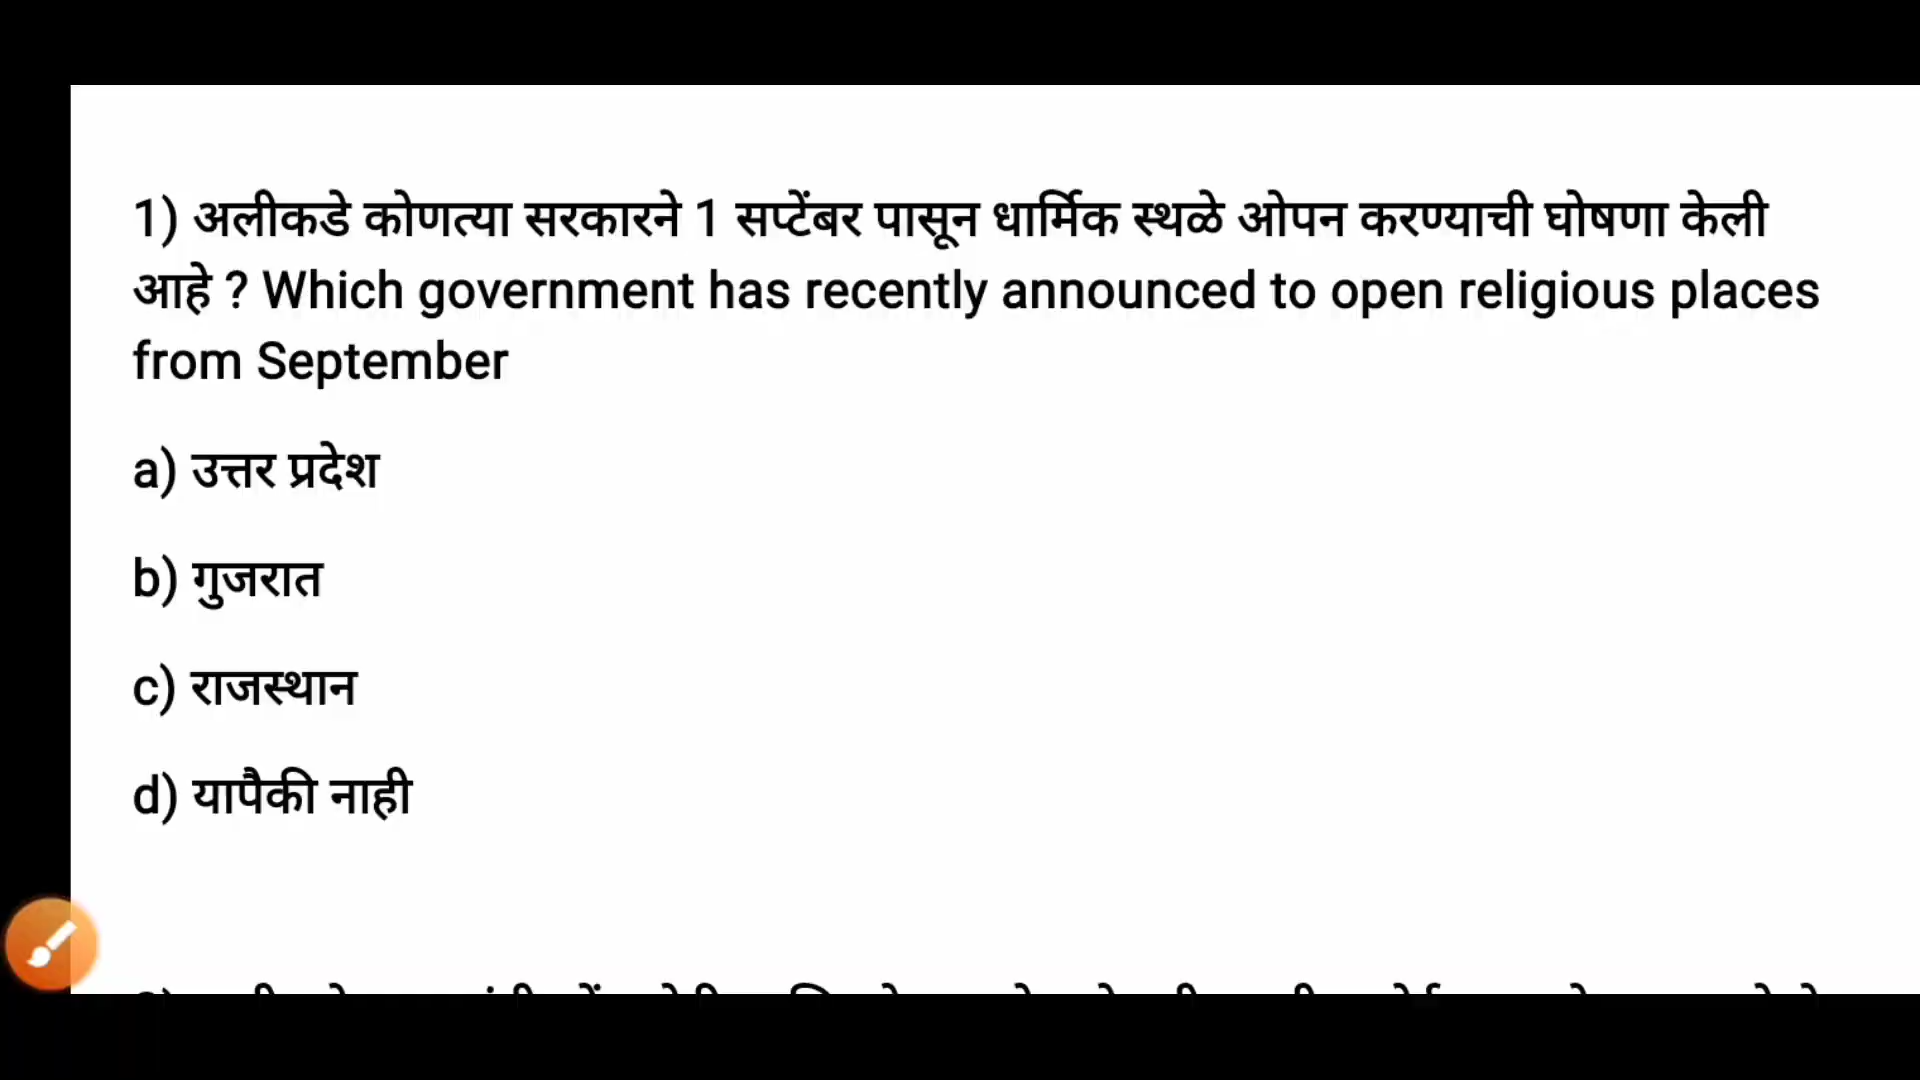 1) अलीकडे कोणत्या सरकारने 1 सप्टेंबर पासून धार्मिक स्थळे ओपन करण्याची घोषणा केली
आहे ? Which government has recently announced to open religious places
from September
a) उत्तर प्रदेश
b) गुजरात
c) राजस्थान
d) यापैकी नाही